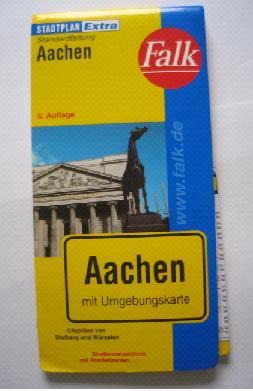 STADTPLAN Extra
Standardfaltung
Aachen
Falk
6. Auflage
www.falk.de
Aachen
mit Umgebungskarte
Citypläne von
Stolberg und Würselen
Straßenverzeichnis
mit Postleitzahlen